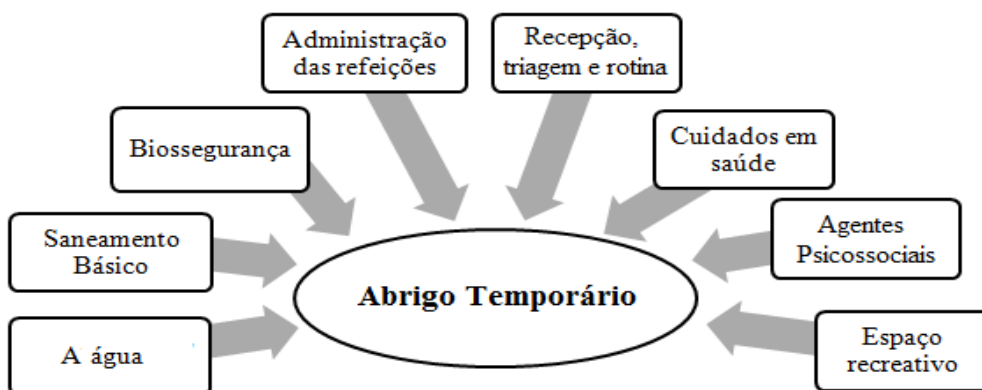 Administração
das refeições
Recepção,
triagem e rotina
Biossegurança
Cuidados em
saúde
Saneamento
Básico
Agentes
Psicossociais
Abrigo Temporário
A água
Espaço
recreativo